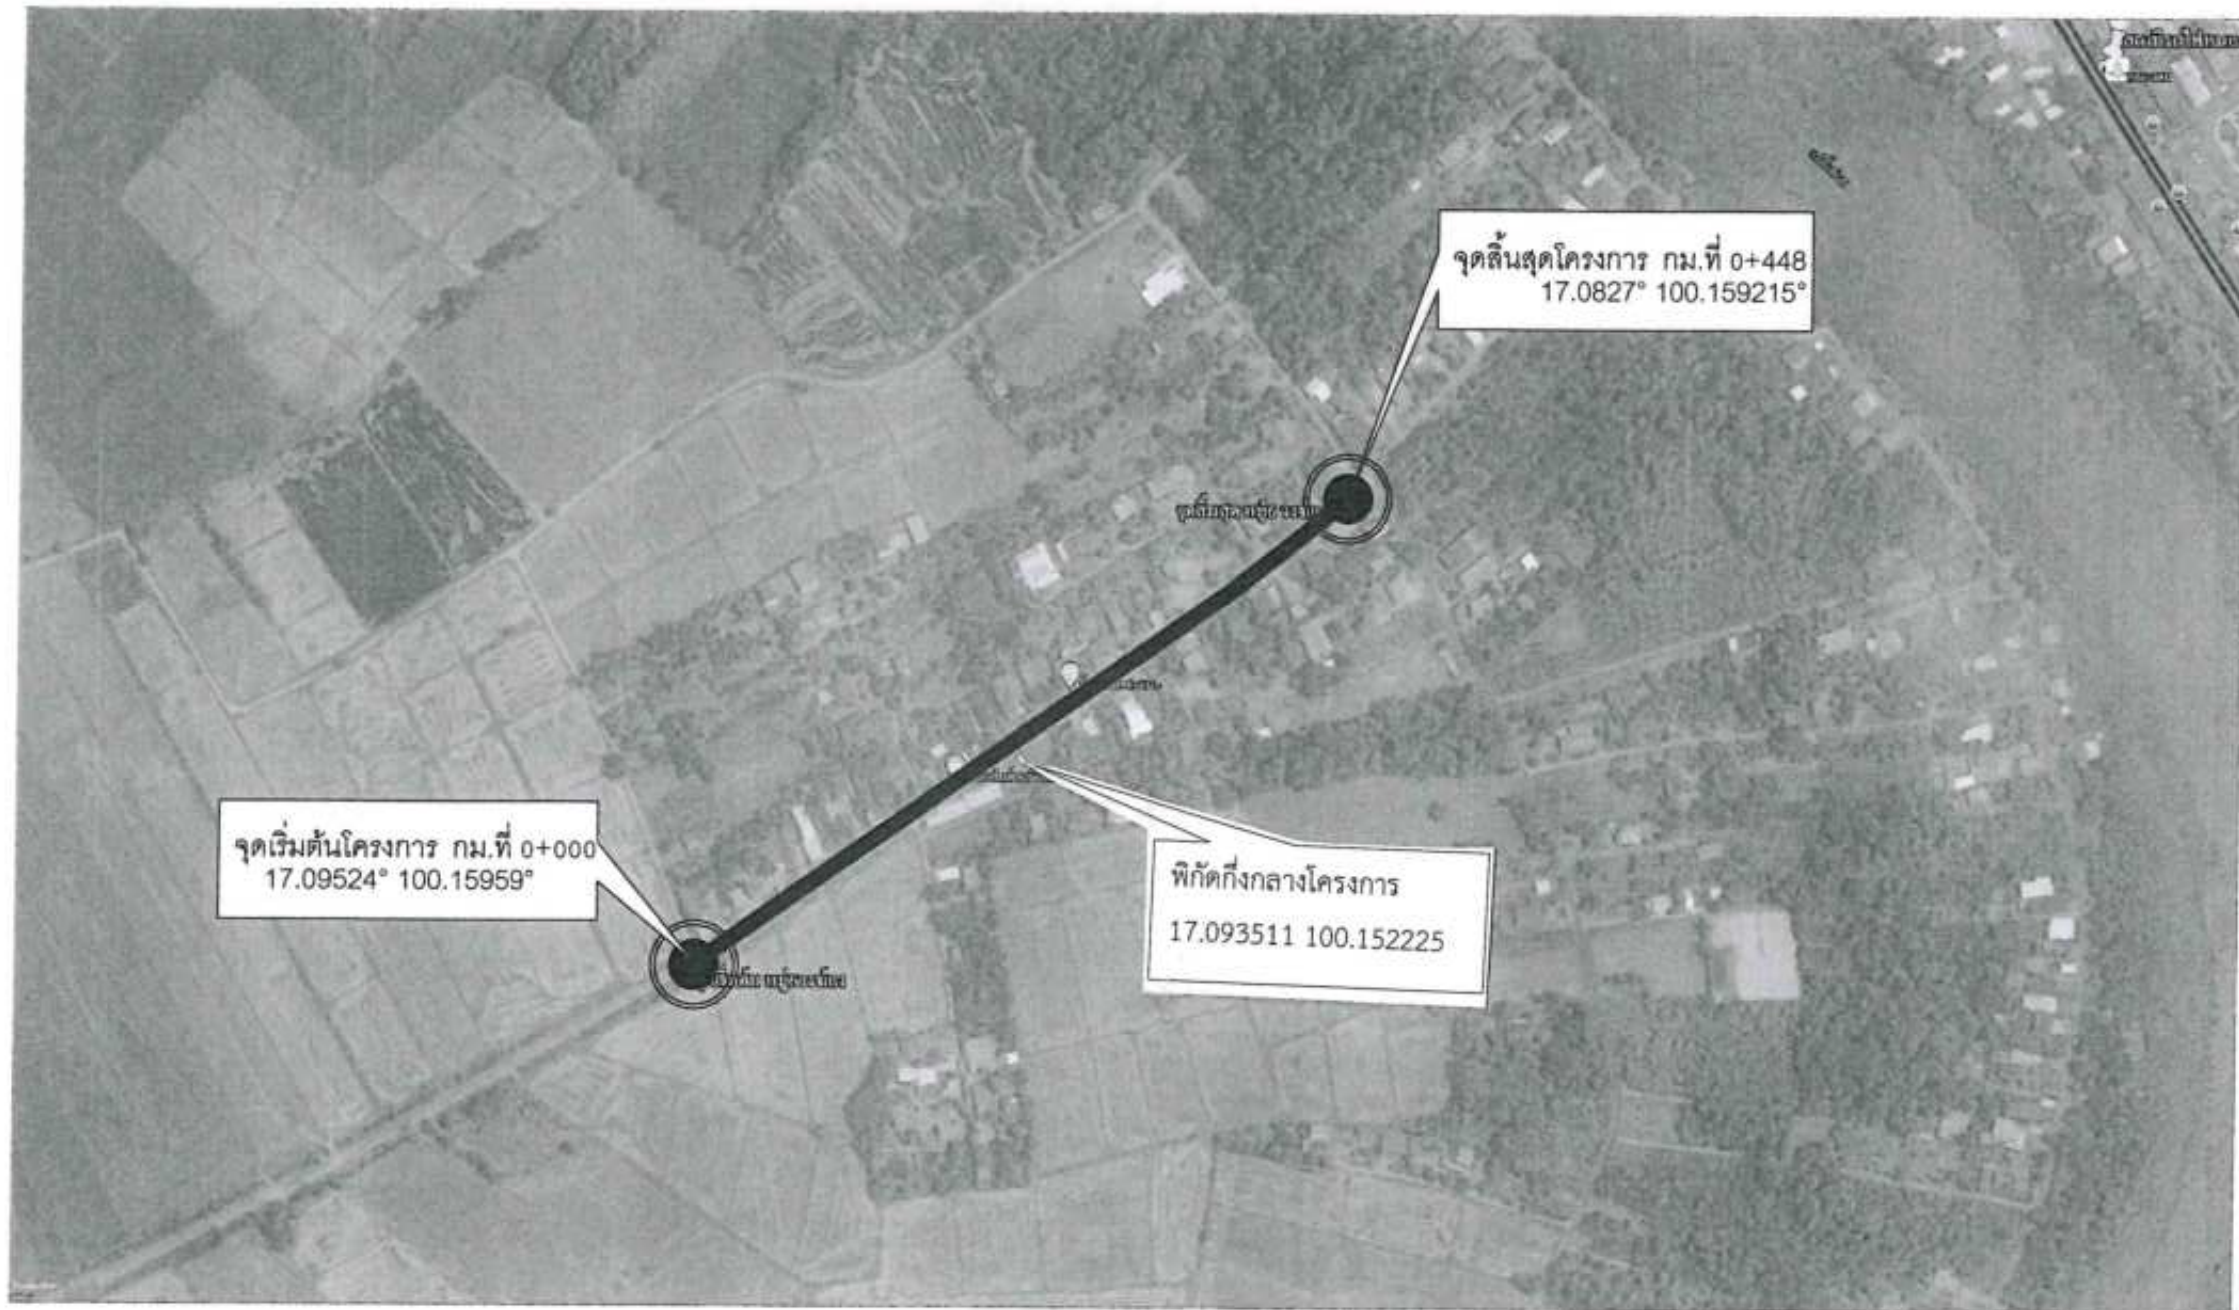 จุดสิ้นสุดโครงการ กม.ที่ 0+448
17.0827° 100.159215°
จุดเริ่มต้นโครงการ กม.ที่ 0+000
17.09524° 100.15959°
พิกัดกึ่งกลางโครงการ
17.093511 100.152225